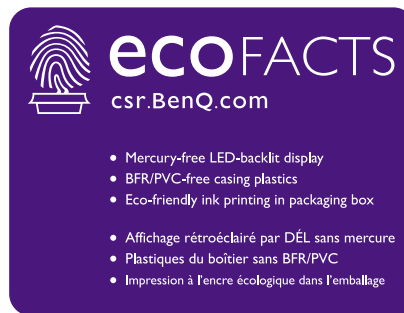 ecoFACTS
csr.BenQ.com
• Mercury-free LED-backlit display
• BFR/PVC-free casing plastics
• Eco-friendly ink printing in packaging box
• Affichage rétroéclairé par DÉL sans mercure
• Plastiques du boîtier sans BFR/PVC
• Impression à l'encre écologique dans l'emballage